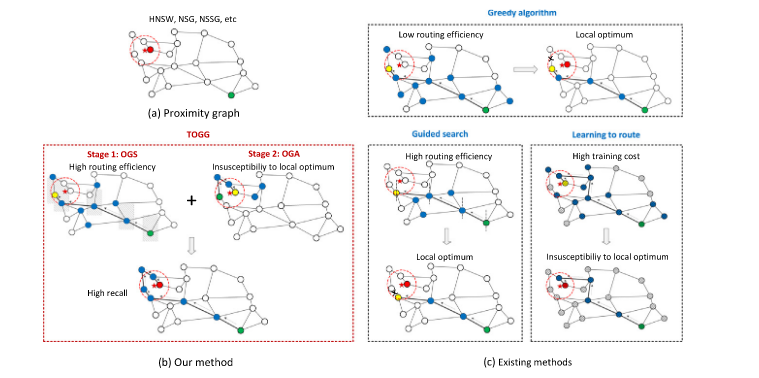 HNSW, NSG, NSSG, etc
(a) Proximity graph
Greedy algorithm
Low routing efficiency
Local optimum
TOGG
Stage 1: OGS
High routing efficiency
Stage 2: OGA
Insusceptibiliy to local optimum
+
High recall
(b) Our method
Guided search
High routing efficiency
Local optimum
Learning to route
High training cost
Insusceptibiliy to local optimum
(c) Existing methods